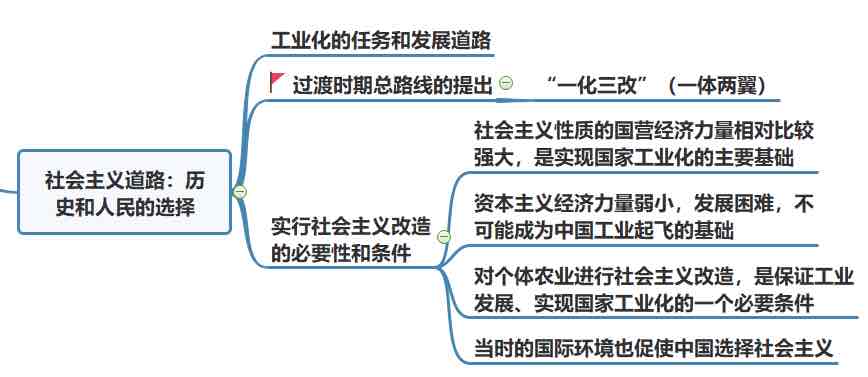 工业化的任务和发展道路
过渡时期总路线的提出
“一化三改”（一体两翼）
社会主义道路：历
史和人民的选择
实行社会主义改造
的必要性和条件
社会主义性质的国营经济力量相对比较
强大，是实现国家工业化的主要基础
资本主义经济力量弱小，发展困难，不
可能成为中国工业起飞的基础
对个体农业进行社会主义改造，是保证工业
发展、实现国家工业化的一个必要条件
当时的国际环境也促使中国选择社会主义